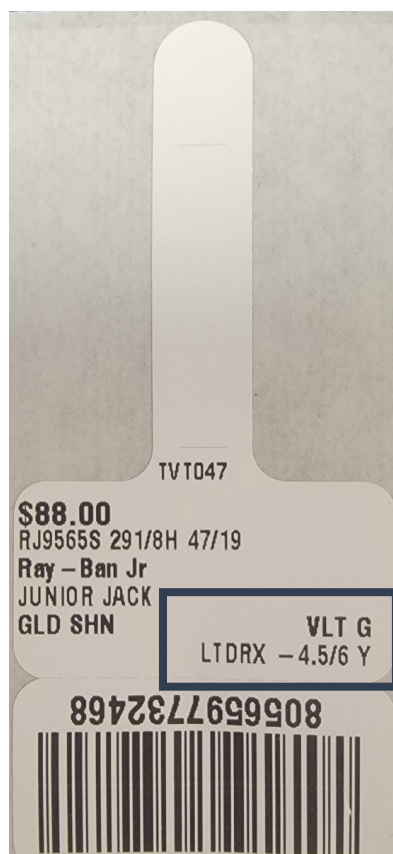 TVT047
$88.00
RJ9565S 291/8H 47/19
Ray – Ban Jr
JUNIOR JACK
GLD SHN
VLT G
LTDRX – 4.5/6 Y
8056597732468